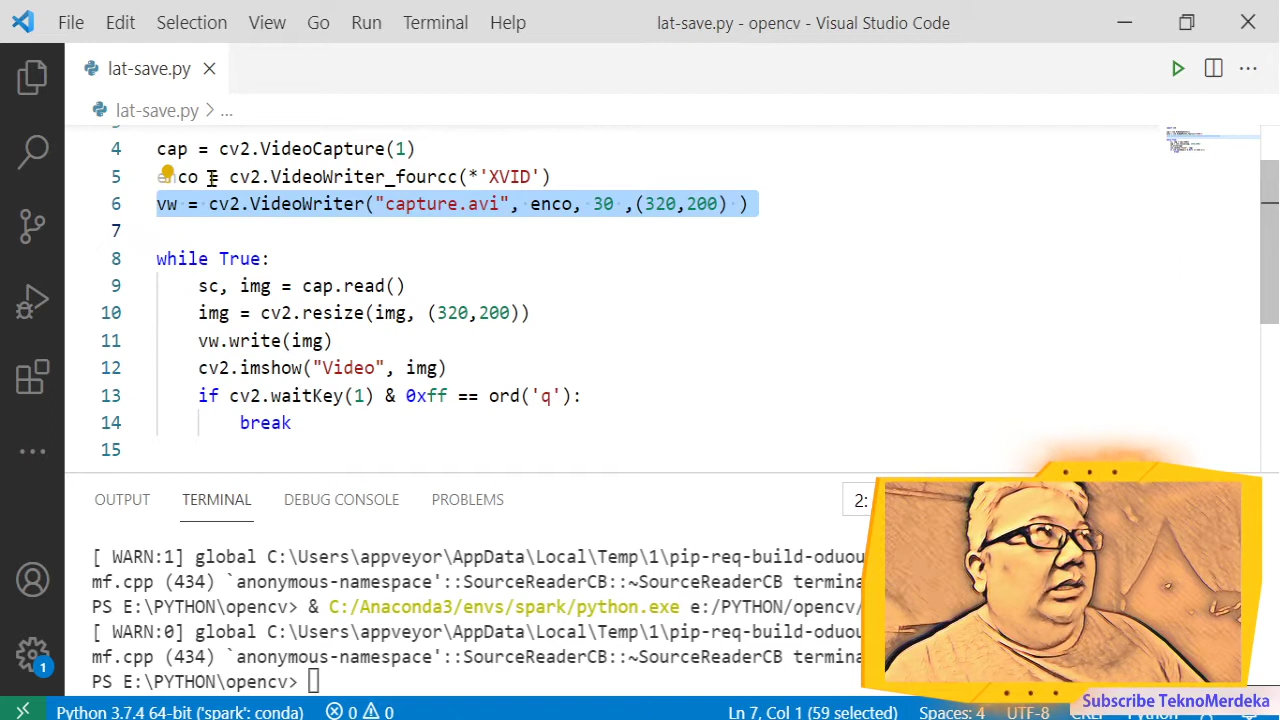 File Edit Selection View Go Run Terminal Help lat-save.py - opencv - Visual Studio Code
lat-save.py
lat-save.py > ...
4 cap = cv2.VideoCapture(1)
5 enco = cv2.VideoWriter_fourcc(*'XVID')
6 vw = cv2.VideoWriter("capture.avi", enco, 30 ,(320,200) )
7
8 while True:
9 sc, img = cap.read()
10 img = cv2.resize(img, (320,200))
11 vw.write(img)
12 cv2.imshow("Video", img)
13 if cv2.waitKey(1) & 0xff == ord('q'):
14 break
15
OUTPUT TERMINAL DEBUG CONSOLE PROBLEMS 2:
[ WARN:1] global C:\Users\appveyor\AppData\Local\Temp\1\pip-req-build-oduou
mf.cpp (434) `anonymous-namespace'::SourceReaderCB::~SourceReaderCB termina
PS E:\PYTHON\opencv> & C:/Anaconda3/envs/spark/python.exe e:/PYTHON/opencv/
[ WARN:0] global C:\Users\appveyor\AppData\Local\Temp\1\pip-req-build-oduou
mf.cpp (434) `anonymous-namespace'::SourceReaderCB::~SourceReaderCB termina
PS E:\PYTHON\opencv>
1
Subscribe TeknoMerdeka
Python 3.7.4 64-bit ('spark': conda) 0 0 Ln 7, Col 1 (59 selected) Spaces: 4 UTF-8 CRLF Python